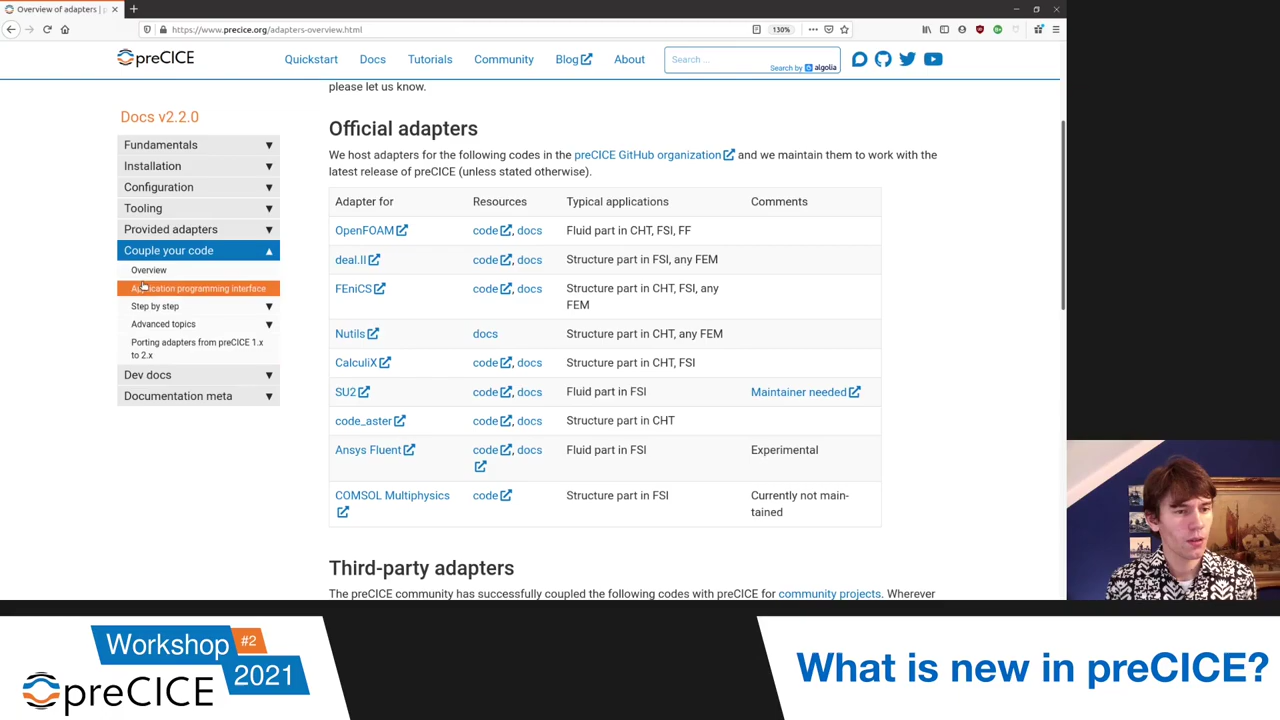 Overview of adapters | p
https://www.precice.org/adapters-overview.html
130%
preCICE
Quickstart
Docs
Tutorials
Community
Blog
About
Search ...
Search by algolia
please let us know.
Docs v2.2.0
Fundamentals
Installation
Configuration
Tooling
Provided adapters
Couple your code
Overview
Application programming interface
Step by step
Advanced topics
Porting adapters from preCICE 1.x
to 2.x
Dev docs
Documentation meta
Official adapters
We host adapters for the following codes in the preCICE GitHub organization and we maintain them to work with the
latest release of preCICE (unless stated otherwise).
Adapter for Resources Typical applications Comments
OpenFOAM code, docs Fluid part in CHT, FSI, FF
deal.II code, docs Structure part in FSI, any FEM
FEniCS code, docs Structure part in CHT, FSI, any
FEM
Nutils docs Structure part in CHT, any FEM
CalculiX code, docs Structure part in CHT, FSI
SU2 code, docs Fluid part in FSI Maintainer needed
code_aster code, docs Structure part in CHT
Ansys Fluent code, docs Fluid part in FSI Experimental
COMSOL Multiphysics code Structure part in FSI Currently not main-
tained
Third-party adapters
The preCICE community has successfully coupled the following codes with preCICE for community projects. Wherever
Workshop #2
2021
preCICE
What is new in preCICE?